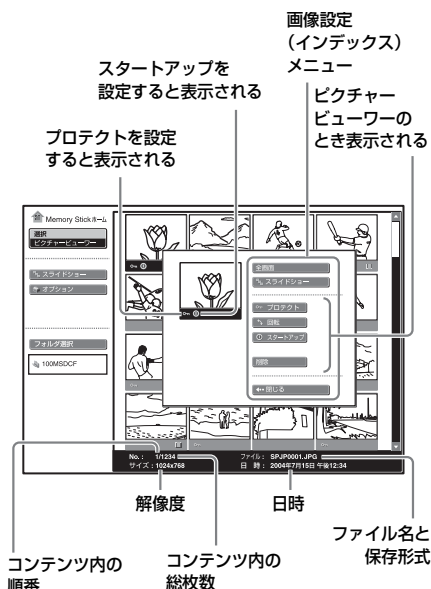 画像設定
（インデックス）
メニュー
スタートアップを
設定すると表示される
ピクチャー
ビューワーの
とき表示される
プロテクトを設定
すると表示される
Memory Stickホーム
選択
ピクチャービューワー
スライドショー
オプション
フォルダ選択
100MSDCF
全画面
スライドショー
プロテクト
回転
スタートアップ
削除
閉じる
No.： 1/1234
ファイル： SPJP0001.JPG
サイズ：1024x768
日　時： 2004年7月15日 午後12:34
解像度
日時
ファイル名と
保存形式
コンテンツ内の
順番
コンテンツ内の
総枚数